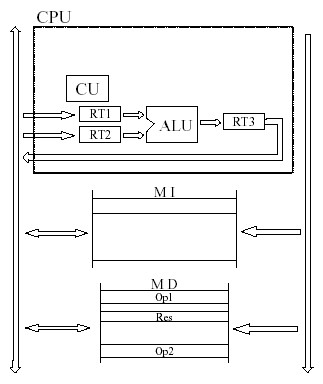 CPU
CU
RT1
ALU
RT3
RT2
M I
M D
Op1
Res
Op2